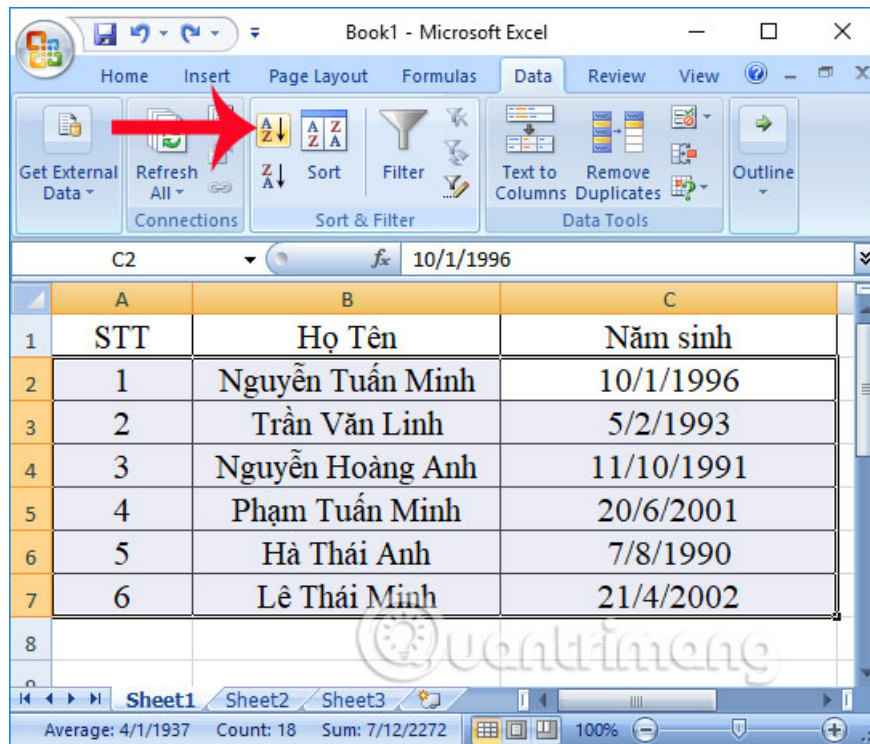 Book1 - Microsoft Excel
Home Insert Page Layout Formulas Data Review View
Get External Data
Refresh All
Connections
A Z
Z A
A Z Z A
Sort
Filter
Sort & Filter
Text to Columns
Remove Duplicates
Data Tools
Outline
C2 fx 10/1/1996
A B C
1 STT Họ Tên Năm sinh
2 1 Nguyễn Tuấn Minh 10/1/1996
3 2 Trần Văn Linh 5/2/1993
4 3 Nguyễn Hoàng Anh 11/10/1991
5 4 Phạm Tuấn Minh 20/6/2001
6 5 Hà Thái Anh 7/8/1990
7 6 Lê Thái Minh 21/4/2002
8
Quantrimang
Sheet1 Sheet2 Sheet3
Average: 4/1/1937 Count: 18 Sum: 7/12/2272 100%